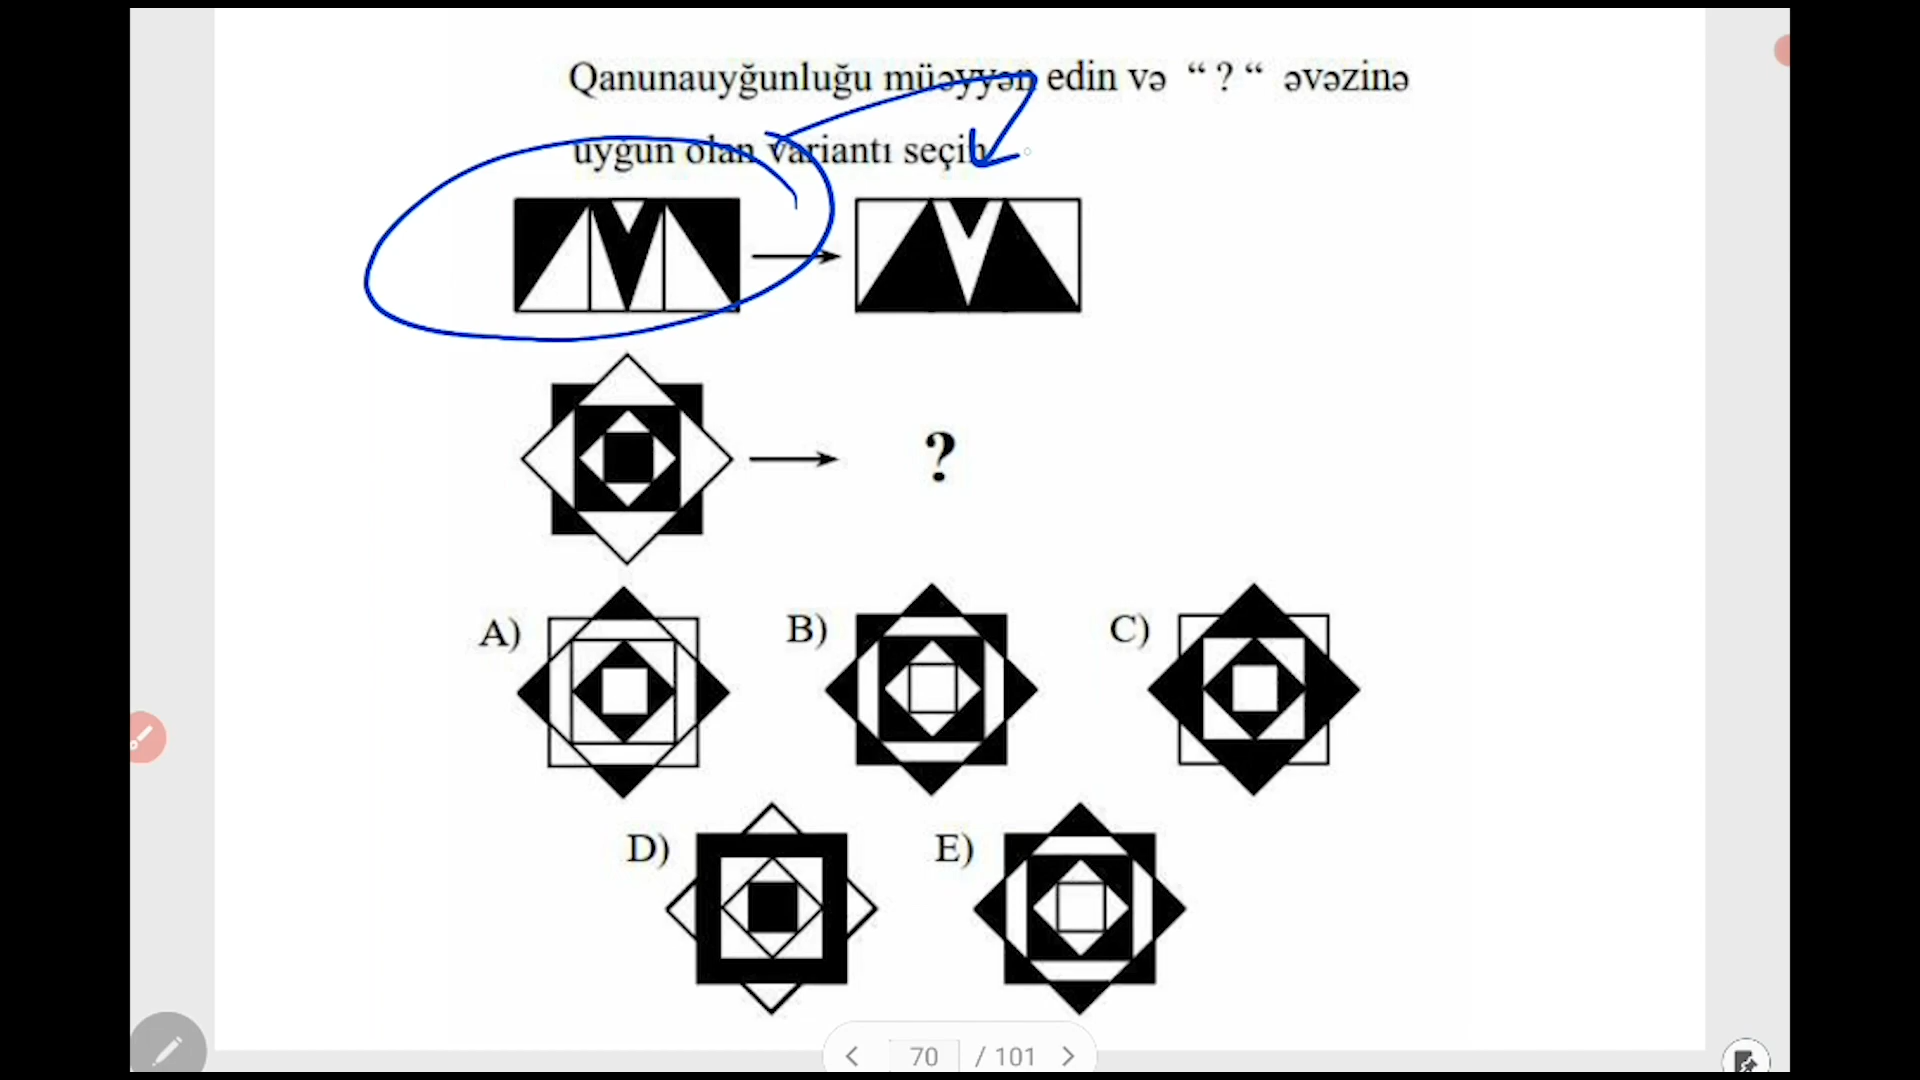 Qanunauyğunluğu müəyyən edin və “ ? “ əvəzinə
uyğun olan variantı seçin
?
A)
B)
C)
D)
E)
70 / 101